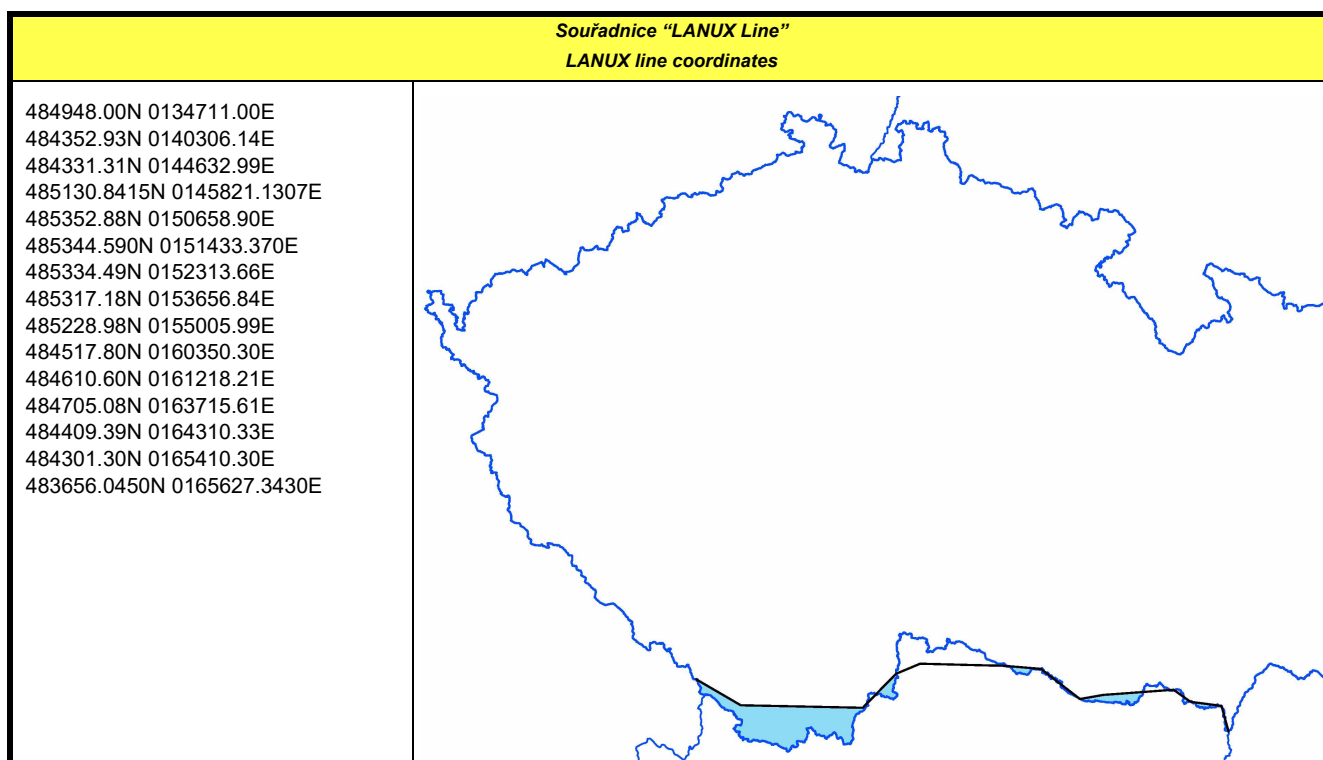 Souřadnice “LANUX Line”
LANUX line coordinates
484948.00N 0134711.00E
484352.93N 0140306.14E
484331.31N 0144632.99E
485130.8415N 0145821.1307E
485352.88N 0150658.90E
485344.590N 0151433.370E
485334.49N 0152313.66E
485317.18N 0153656.84E
485228.98N 0155005.99E
484517.80N 0160350.30E
484610.60N 0161218.21E
484705.08N 0163715.61E
484409.39N 0164310.33E
484301.30N 0165410.30E
483656.0450N 0165627.3430E